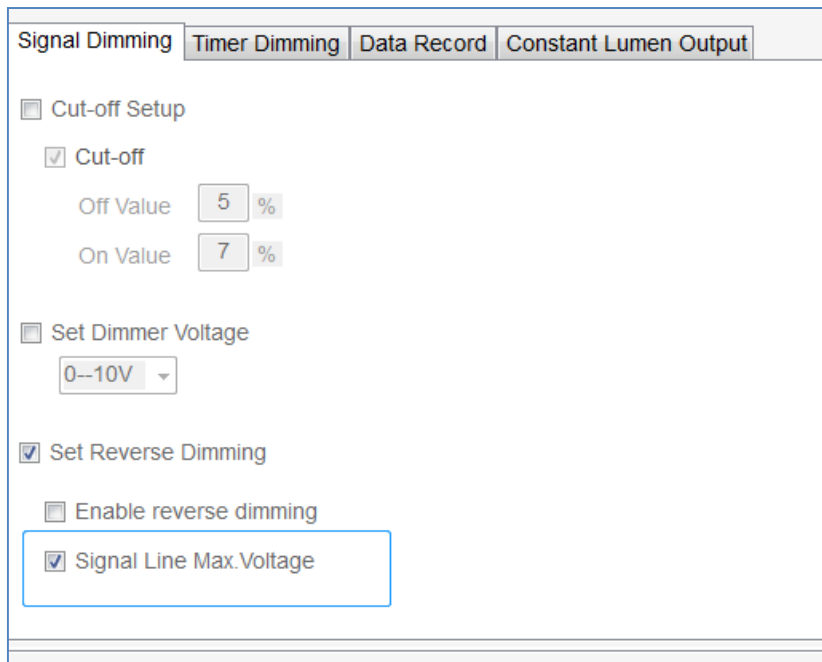 Signal Dimming Timer Dimming Data Record Constant Lumen Output
Cut-off Setup
Cut-off
Off Value 5 %
On Value 7 %
Set Dimmer Voltage
0--10V
Set Reverse Dimming
Enable reverse dimming
Signal Line Max.Voltage